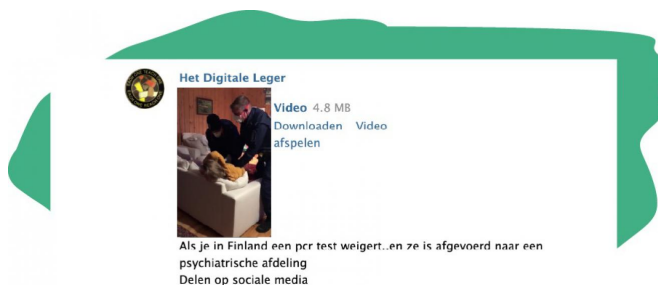 Het Digitale Leger
Video 4.8 MB
Downloaden Video
afspelen
Als je in Finland een pcr test weigert..en ze is afgevoerd naar een
psychiatrische afdeling
Delen op sociale media